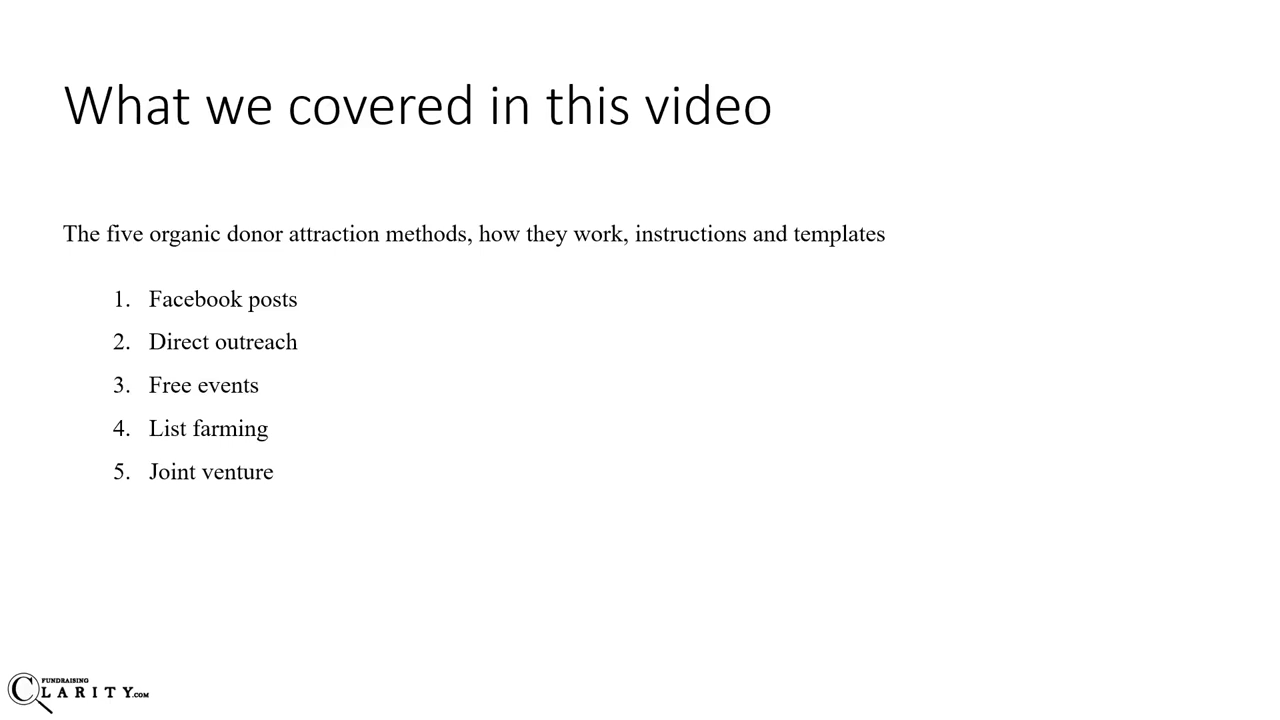 What we covered in this video
The five organic donor attraction methods, how they work, instructions and templates
1. Facebook posts
2. Direct outreach
3. Free events
4. List farming
5. Joint venture
FUNDRAISING
CLARITY.COM